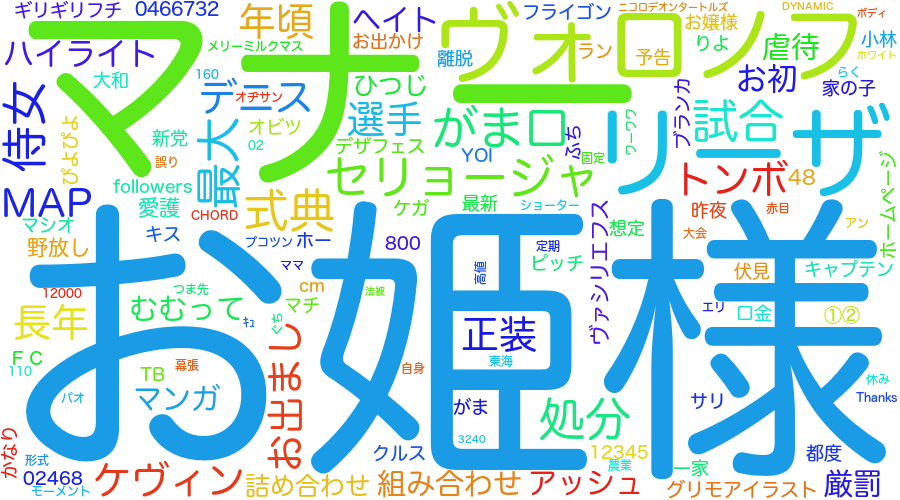 ギリギリフチ 0466732 年頃 ヘイト フライゴン ニコロデオンタートルズ お嬢様 DYNAMIC ボディ
ハイライト マナ メリーミルクマス お出かけ 離脱 ヴォロノフ ラン 予告 りよ 虐待 小林 ホワイト
大和 160 デニス ひつじ お初 らく 家の子
侍女 オヂサン 選手 がま口 ブランカ 試合 リーザ
新党 最大 オビツ 02 デザフェス YOI ふち 固定 ワーワワ
誤り セリョージャ トンボ 48
MAP followers 愛護 CHORD 式典 ケガ 最新 ショーター ヴァシリエフス 想定 昨夜 赤目 ホームページ
マシオ 野放し キス プコツン ホー 800 定期 大会 アン
お姫様 ママ ピッチ 高値 伏見 キャプテン
12000 つま先 むむって cm マチ 法被 エリ 口金 ①②
長年 ｷｭ ぐち 正装
FC 110 TB 幕張 お出まし 自身 東海 休み
パオ マンガ がま 処分 サリ Thanks
かなり 形式 クルス 3240 12345 都度
02468 モーメント ケヴィン 詰め合わせ 組み合わせ アッシュ 農業 一家 グリモアイラスト 厳罰